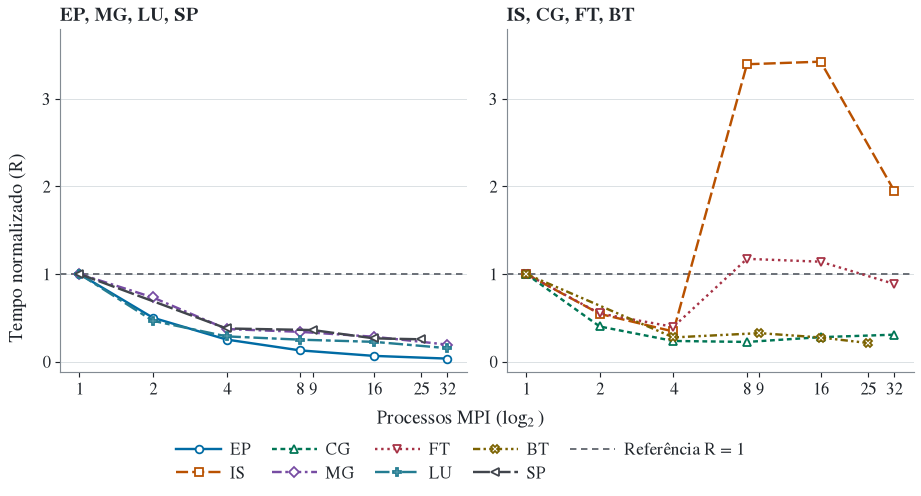 EP, MG, LU, SP
IS, CG, FT, BT
Tempo normalizado (R)
3
2
1
0
1 2 4 8 9 16 25 32
3
2
1
0
1 2 4 8 9 16 25 32
Processos MPI (log₂ )
EP CG FT BT Referência R = 1
IS MG LU SP